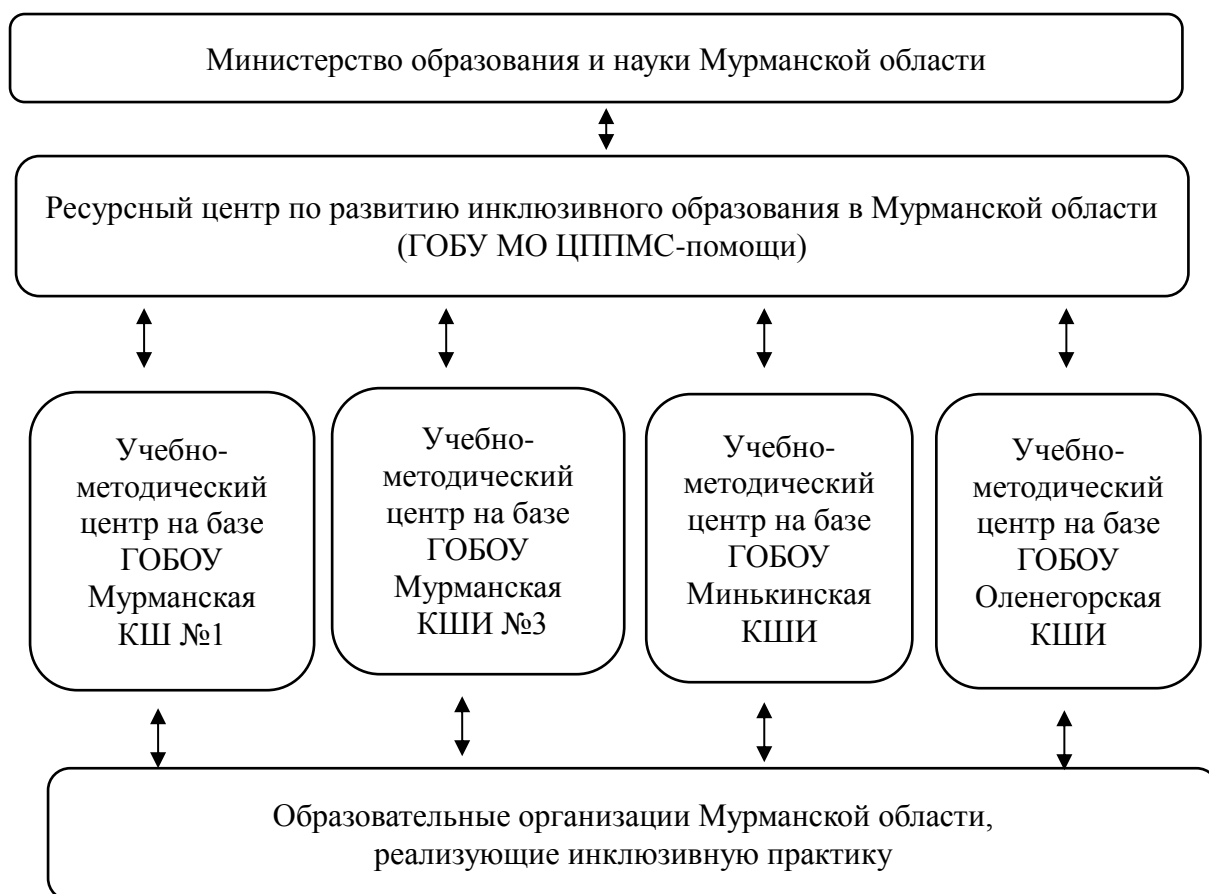 Министерство образования и науки Мурманской области
Ресурсный центр по развитию инклюзивного образования в Мурманской области
(ГОБУ МО ЦППМС-помощи)
Учебно-
методический
центр на базе
ГОБОУ
Мурманская
КШ №1
Учебно-
методический
центр на базе
ГОБОУ
Мурманская
КШИ №3
Учебно-
методический
центр на базе
ГОБОУ
Минькинская
КШИ
Учебно-
методический
центр на базе
ГОБОУ
Оленегорская
КШИ
Образовательные организации Мурманской области,
реализующие инклюзивную практику